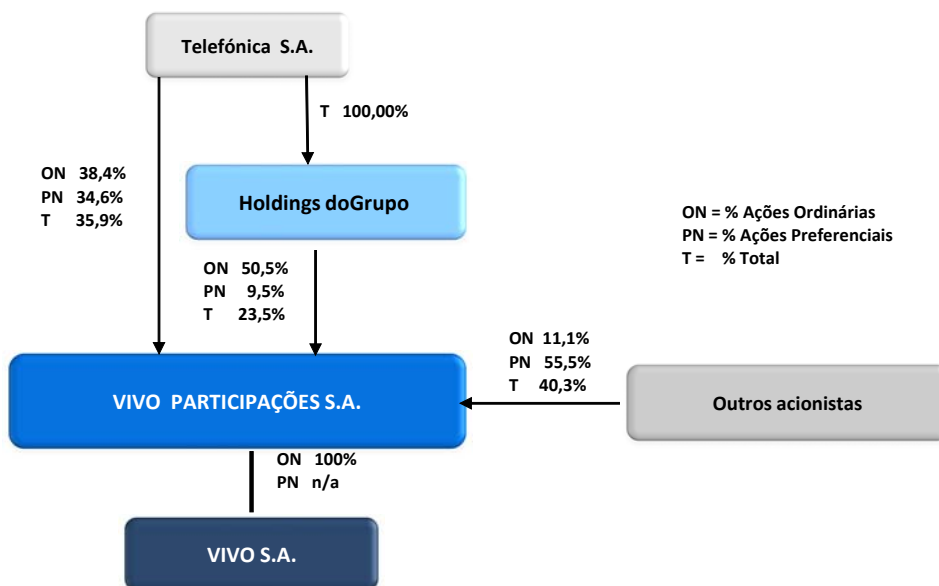 Telefónica S.A.
T 100,00%
ON 38,4%
PN 34,6%
T 35,9%
Holdings doGrupo
ON = % Ações Ordinárias
PN = % Ações Preferenciais
T = % Total
ON 50,5%
PN 9,5%
T 23,5%
ON 11,1%
PN 55,5%
T 40,3%
VIVO PARTICIPAÇÕES S.A.
Outros acionistas
ON 100%
PN n/a
VIVO S.A.